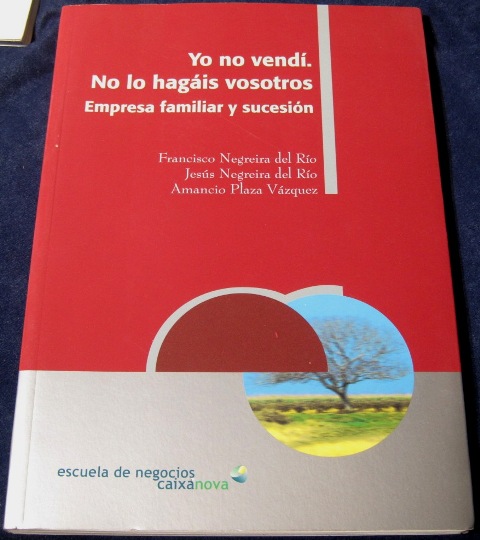 Yo no vendí.
No lo hagáis vosotros
Empresa familiar y sucesión
Francisco Negreira del Río
Jesús Negreira del Río
Amancio Plaza Vázquez
escuela de negocios
caixanova